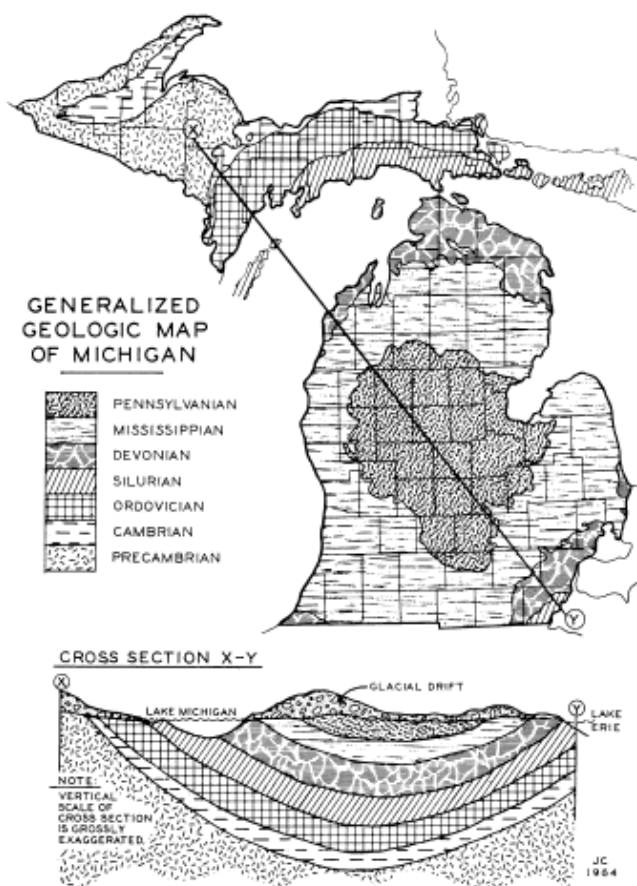 X
GENERALIZED
GEOLOGIC MAP
OF MICHIGAN
PENNSYLVANIAN
MISSISSIPPIAN
DEVONIAN
SILURIAN
ORDOVICIAN
CAMBRIAN
PRECAMBRIAN
Y
CROSS SECTION X-Y
X
GLACIAL DRIFT
LAKE MICHIGAN
Y
LAKE
ERIE
NOTE:
VERTICAL
SCALE OF
CROSS SECTION
IS GROSSLY
EXAGGERATED.
JC
1964